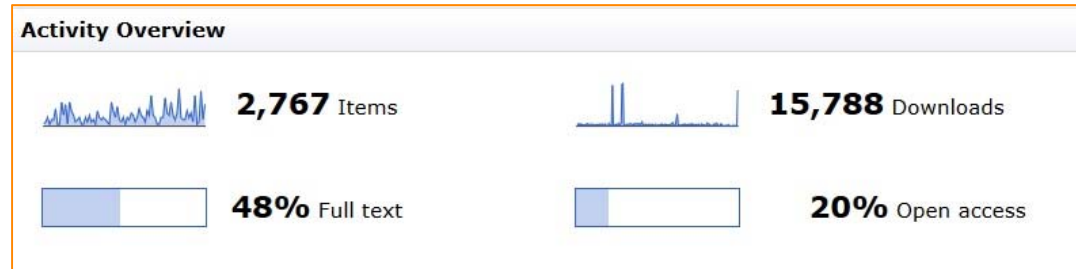 Activity Overview
2,767 Items
15,788 Downloads
48% Full text
20% Open access